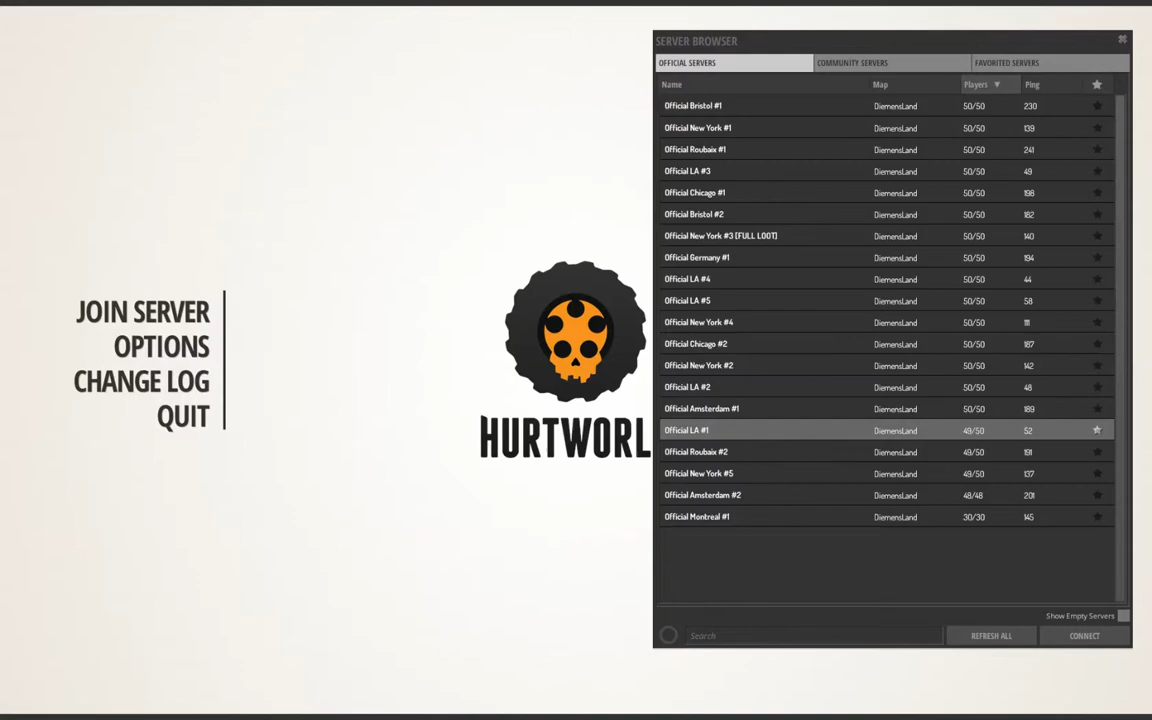 JOIN SERVER
OPTIONS
CHANGE LOG
QUIT
HURTWORL
SERVER BROWSER
OFFICIAL SERVERS COMMUNITY SERVERS FAVORITED SERVERS
Name Map Players Ping
Official Bristol #1 DiemensLand 50/50 230
Official New York #1 DiemensLand 50/50 139
Official Roubaix #1 DiemensLand 50/50 241
Official LA #3 DiemensLand 50/50 49
Official Chicago #1 DiemensLand 50/50 198
Official Bristol #2 DiemensLand 50/50 182
Official New York #3 [FULL LOOT] DiemensLand 50/50 140
Official Germany #1 DiemensLand 50/50 194
Official LA #4 DiemensLand 50/50 44
Official LA #5 DiemensLand 50/50 58
Official New York #4 DiemensLand 50/50 111
Official Chicago #2 DiemensLand 50/50 187
Official New York #2 DiemensLand 50/50 142
Official LA #2 DiemensLand 50/50 48
Official Amsterdam #1 DiemensLand 50/50 189
Official LA #1 DiemensLand 49/50 52
Official Roubaix #2 DiemensLand 49/50 191
Official New York #5 DiemensLand 49/50 137
Official Amsterdam #2 DiemensLand 48/48 201
Official Montreal #1 DiemensLand 30/30 145
Show Empty Servers
Search REFRESH ALL CONNECT